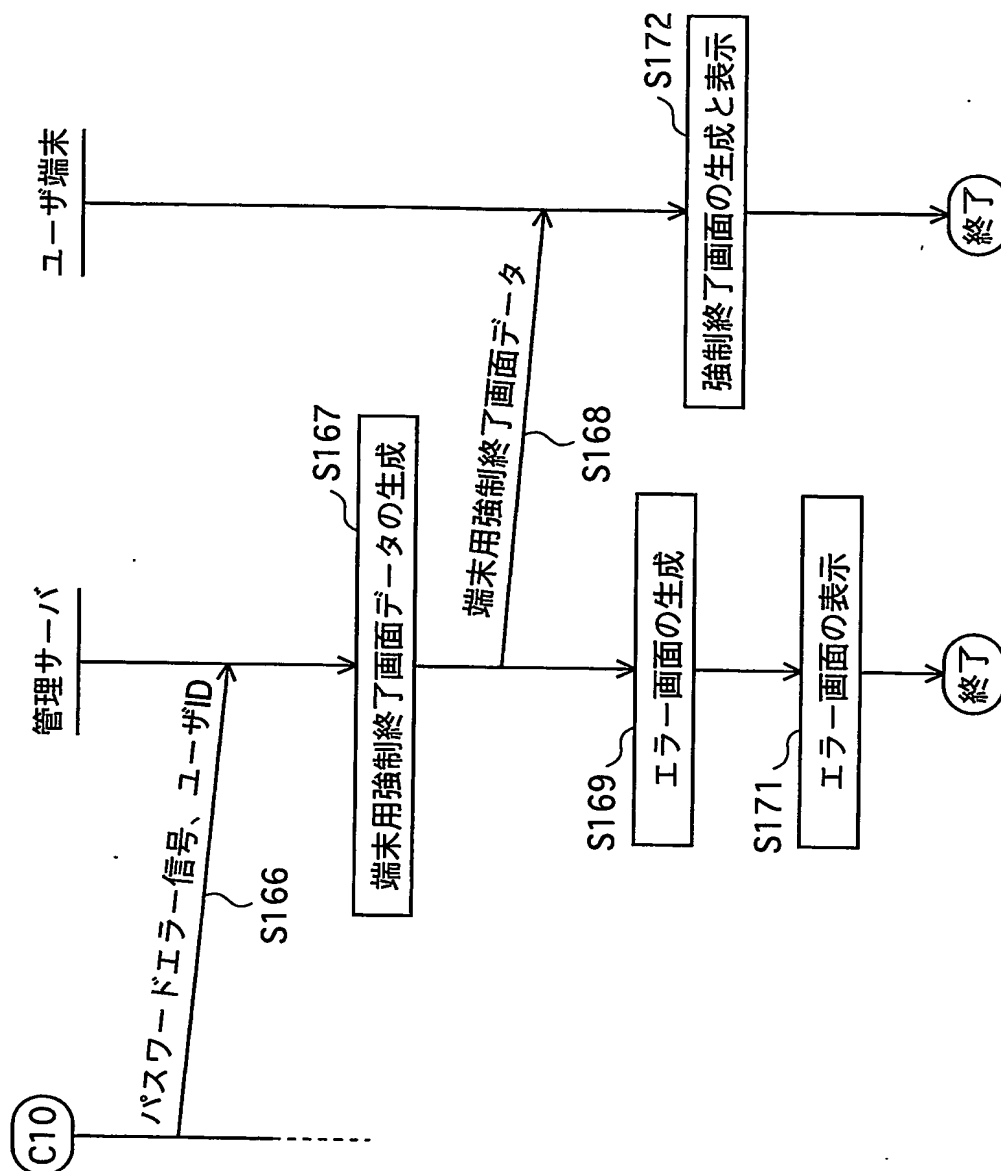 C10
管理サーバ
ユーザ端末
パスワードエラー信号、ユーザID
S166
S167
端末用強制終了画面データの生成
端末用強制終了画面データ
S168
S169
エラー画面の生成
S171
エラー画面の表示
S172
強制終了画面の生成と表示
終了
終了